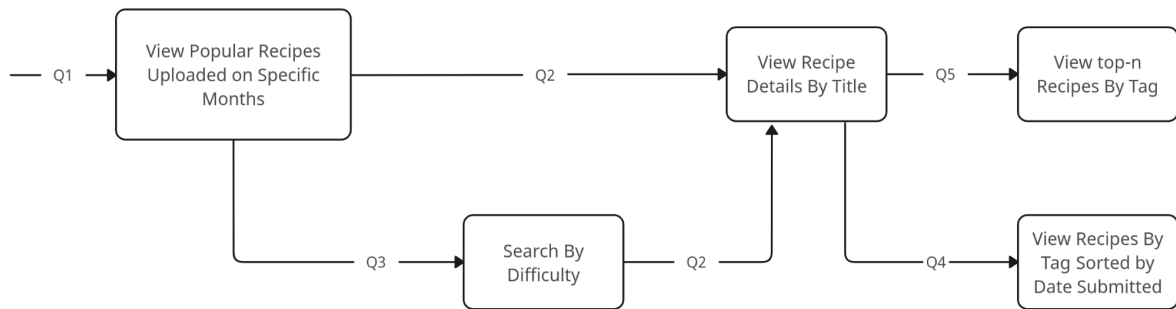 Q1
View Popular Recipes
Uploaded on Specific
Months
Q2
View Recipe
Details By Title
Q5
View top-n
Recipes By Tag
Q3
Search By
Difficulty
Q2
Q4
View Recipes By
Tag Sorted by
Date Submitted